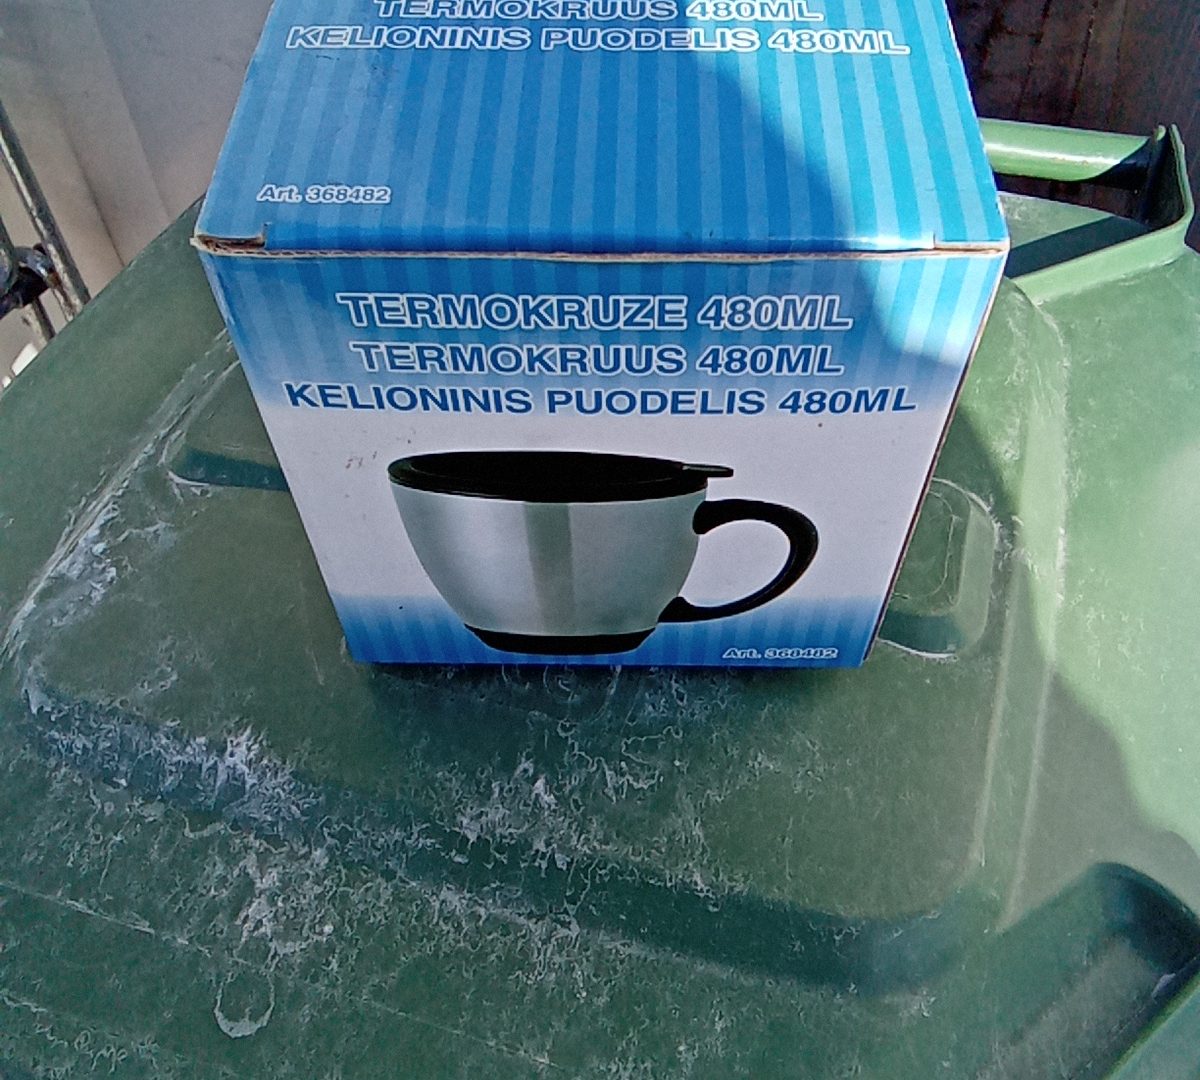 TERMOKRUUS 480ML
KELIONINIS PUODELIS 480ML
Art. 368482
TERMOKRUZE 480ML
TERMOKRUUS 480ML
KELIONINIS PUODELIS 480ML
Art. 368482